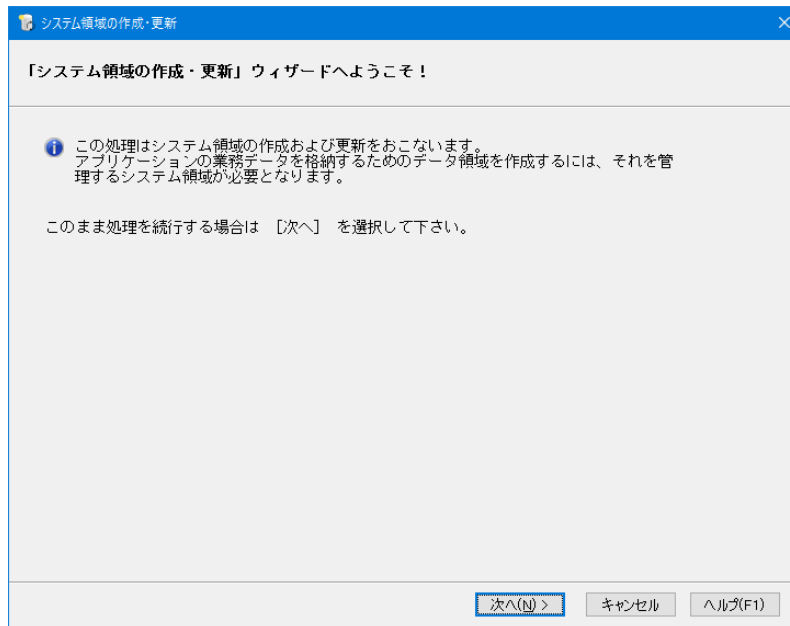 システム領域の作成・更新
「システム領域の作成・更新」ウィザードへようこそ！
この処理はシステム領域の作成および更新をおこないます。
アプリケーションの業務データを格納するためのデータ領域を作成するには、それを管
理するシステム領域が必要となります。
このまま処理を続行する場合は ［次へ］ を選択して下さい。
次へ(N) > キャンセル ヘルプ(F1)